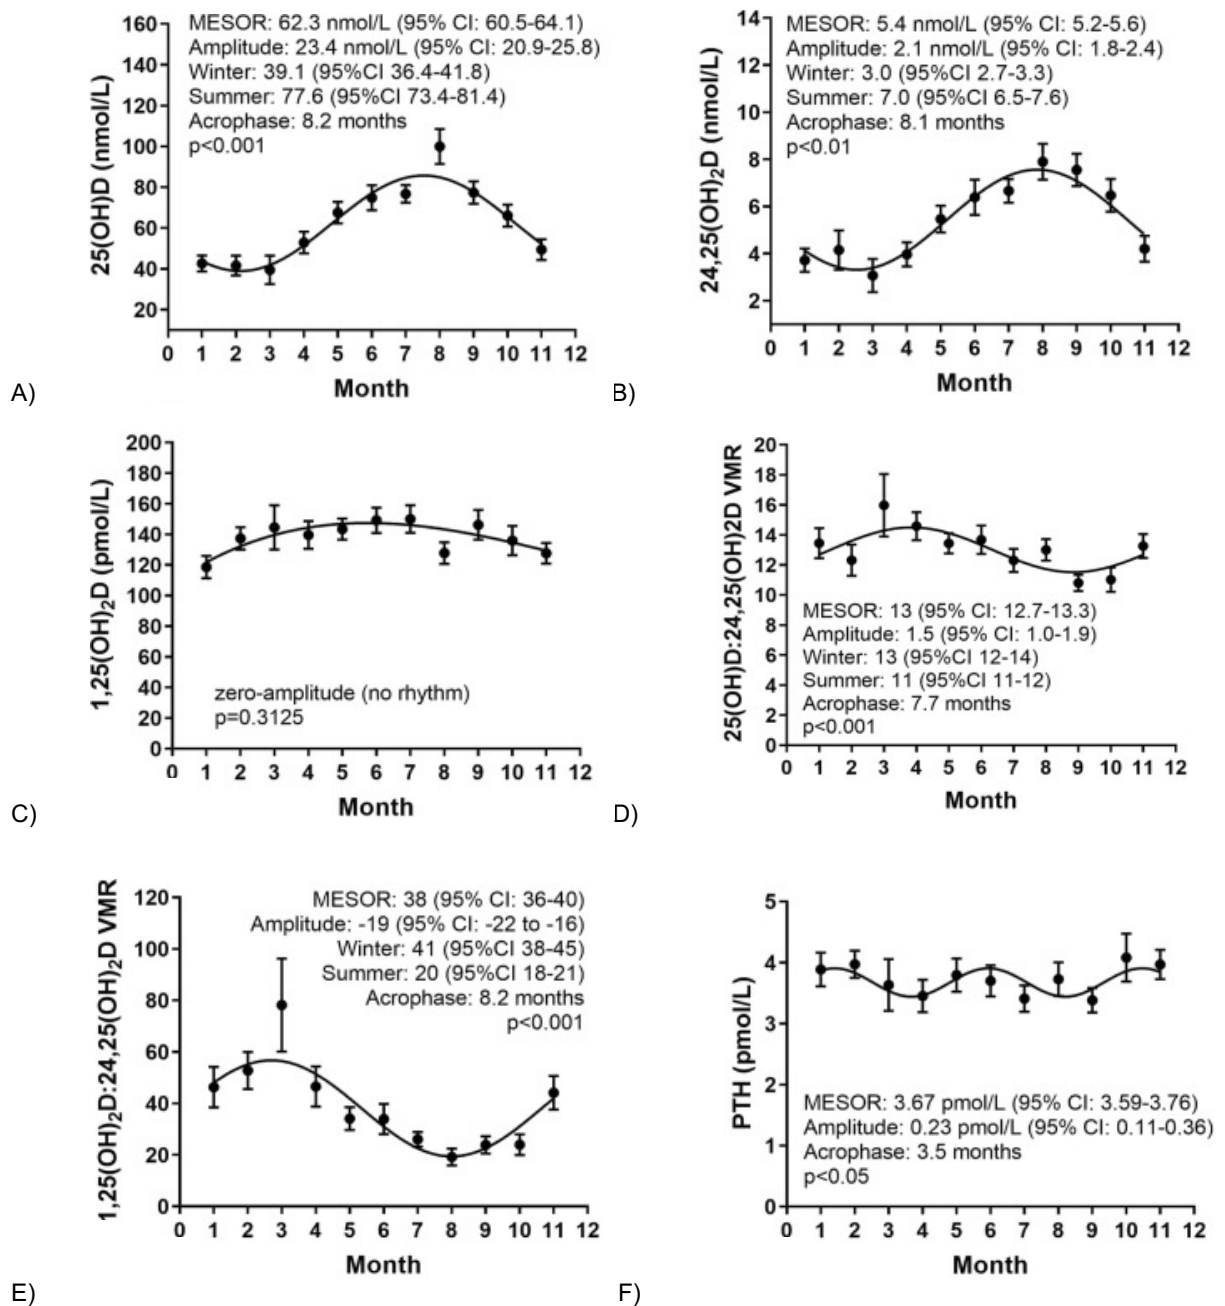 MESOR: 62.3 nmol/L (95% CI: 60.5-64.1)
Amplitude: 23.4 nmol/L (95% CI: 20.9-25.8)
Winter: 39.1 (95%CI 36.4-41.8)
Summer: 77.6 (95%CI 73.4-81.4)
Acrophase: 8.2 months
p<0.001
25(OH)D (nmol/L)
160
140
120
100
80
60
40
20
0 1 2 3 4 5 6 7 8 9 10 11 12
Month
A)
MESOR: 5.4 nmol/L (95% CI: 5.2-5.6)
Amplitude: 2.1 nmol/L (95% CI: 1.8-2.4)
Winter: 3.0 (95%CI 2.7-3.3)
Summer: 7.0 (95%CI 6.5-7.6)
Acrophase: 8.1 months
p<0.01
24,25(OH)₂D (nmol/L)
14
12
10
8
6
4
2
0 1 2 3 4 5 6 7 8 9 10 11 12
Month
B)
1,25(OH)₂D (pmol/L)
200
180
160
140
120
100
80
60
40
20
0
zero-amplitude (no rhythm)
p=0.3125
0 1 2 3 4 5 6 7 8 9 10 11 12
Month
C)
25(OH)D:24,25(OH)2D VMR
20
18
16
14
12
10
8
6
4
2
0
MESOR: 13 (95% CI: 12.7-13.3)
Amplitude: 1.5 (95% CI: 1.0-1.9)
Winter: 13 (95%CI 12-14)
Summer: 11 (95%CI 11-12)
Acrophase: 7.7 months
p<0.001
0 1 2 3 4 5 6 7 8 9 10 11 12
Month
D)
1,25(OH)₂D:24,25(OH)₂D VMR
120
100
80
60
40
20
0
MESOR: 38 (95% CI: 36-40)
Amplitude: -19 (95% CI: -22 to -16)
Winter: 41 (95%CI 38-45)
Summer: 20 (95%CI 18-21)
Acrophase: 8.2 months
p<0.001
0 1 2 3 4 5 6 7 8 9 10 11 12
Month
E)
PTH (pmol/L)
5
4
3
2
1
0
MESOR: 3.67 pmol/L (95% CI: 3.59-3.76)
Amplitude: 0.23 pmol/L (95% CI: 0.11-0.36)
Acrophase: 3.5 months
p<0.05
0 1 2 3 4 5 6 7 8 9 10 11 12
Month
F)